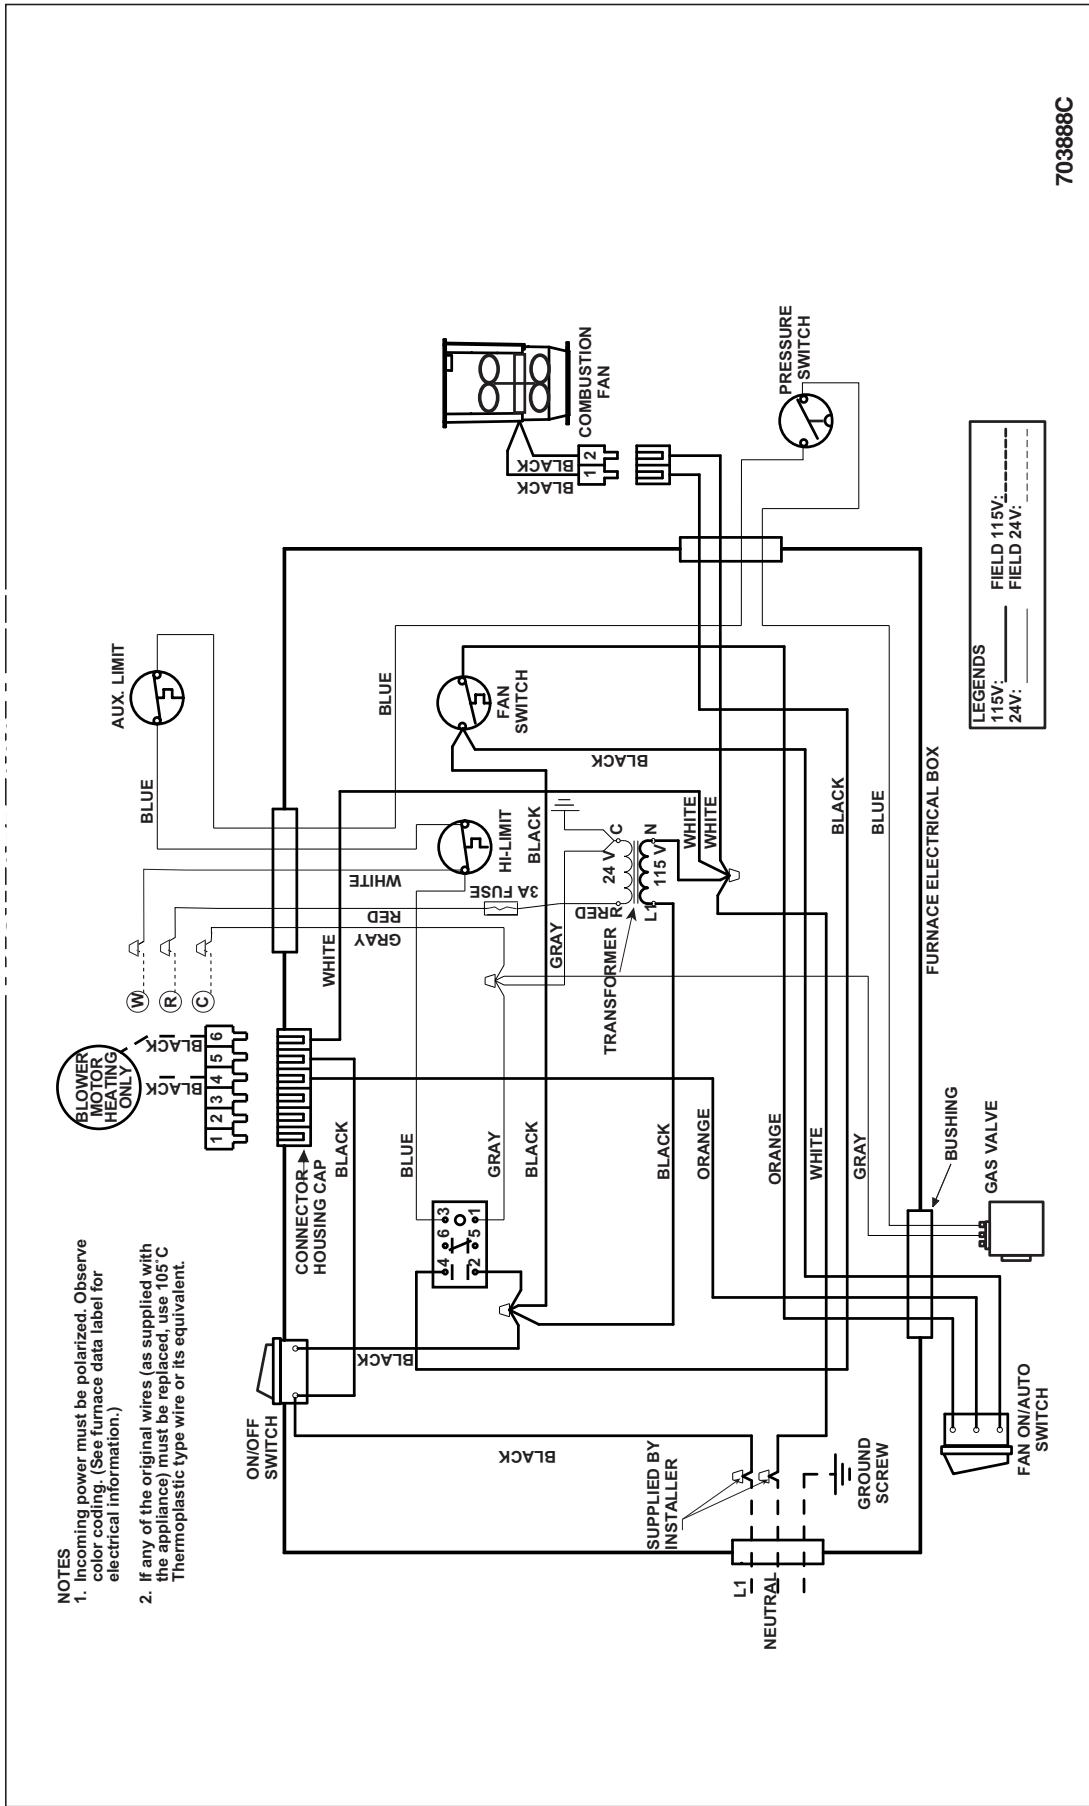 NOTES
1. Incoming power must be polarized. Observe
color coding. (See furnace data label for
electrical information.)
2. If any of the original wires (as supplied with
the appliance) must be replaced, use 105°C
Thermoplastic type wire or its equivalent.
BLOWER
MOTOR
HEATING
ONLY
BLACK
BLACK
1 2 3 4 5 6
W
R
C
AUX. LIMIT
BLUE
ON/OFF
SWITCH
CONNECTOR
HOUSING CAP
BLACK
WHITE
GRAY
RED
WHITE
BLUE
BLACK
BLUE
GRAY
BLACK
4 6 3
2 5 1
3A FUSE
HI-LIMIT
BLACK
FAN
SWITCH
BLACK
GRAY
RED
R
24 V
C
L1
115 V
N
TRANSFORMER
WHITE
WHITE
COMBUSTION
FAN
BLACK
BLACK
1 2
PRESSURE
SWITCH
BLACK
BLACK
ORANGE
ORANGE
WHITE
GRAY
BLACK
BLUE
SUPPLIED BY
INSTALLER
L1
NEUTRAL
GROUND
SCREW
FURNACE ELECTRICAL BOX
BUSHING
GAS VALVE
FAN ON/AUTO
SWITCH
LEGENDS
115V: FIELD 115V:
24V: FIELD 24V:
703888C